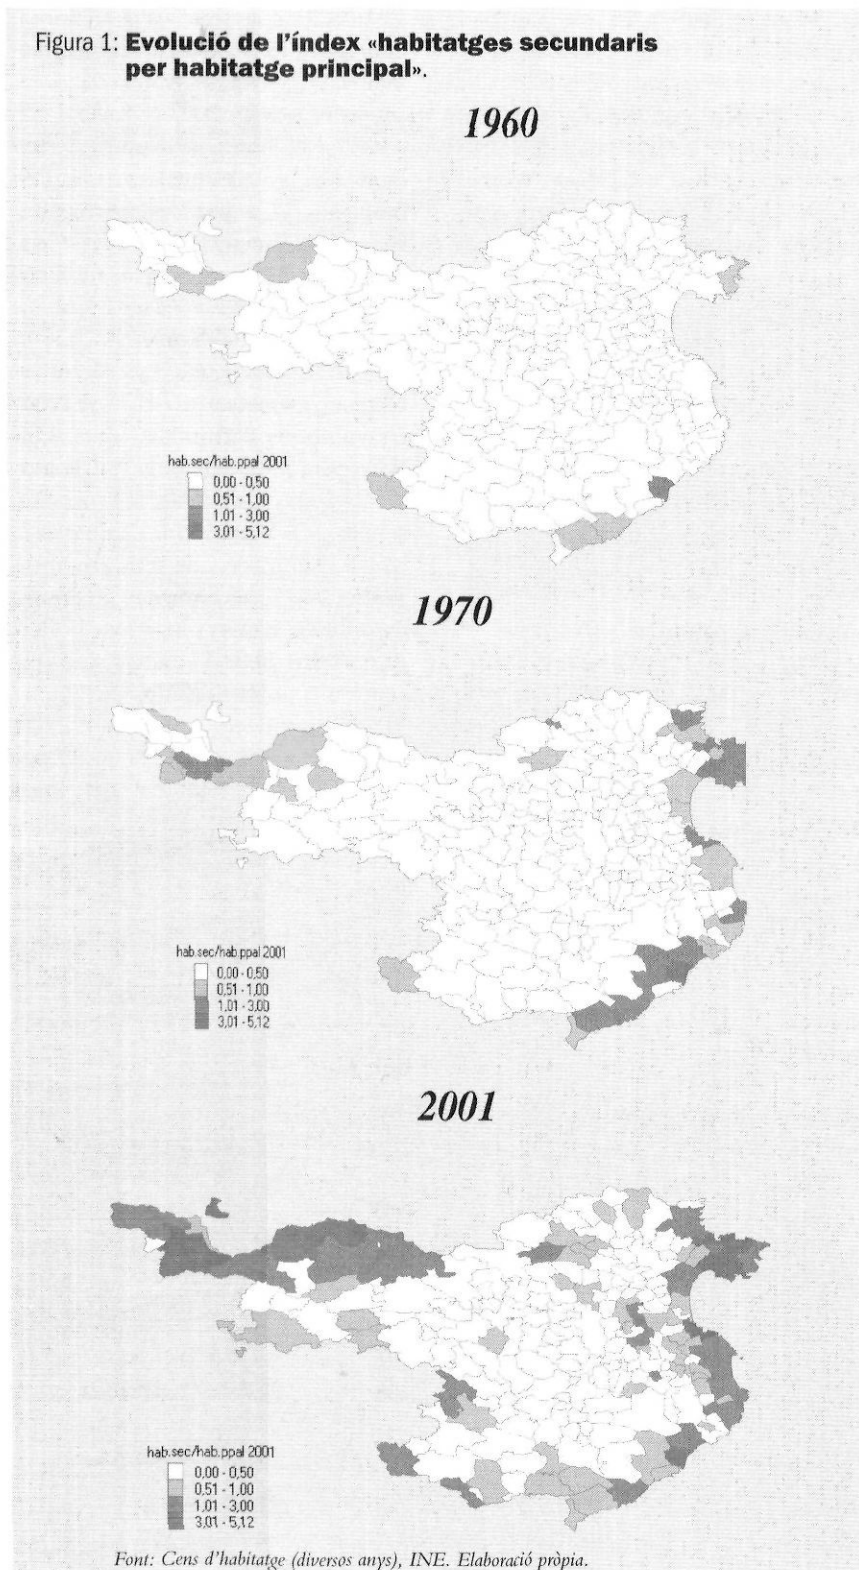 Figura 1: Evolució de l'índex «habitatges secundaris
per habitatge principal».
1960
hab.sec/hab.ppal 2001
0,00 - 0,50
0,51 - 1,00
1,01 - 3,00
3,01 - 5,12
1970
hab.sec/hab.ppal 2001
0,00 - 0,50
0,51 - 1,00
1,01 - 3,00
3,01 - 5,12
2001
hab.sec/hab.ppal 2001
0,00 - 0,50
0,51 - 1,00
1,01 - 3,00
3,01 - 5,12
Font: Cens d'habitatge (diversos anys), INE. Elaboració pròpia.